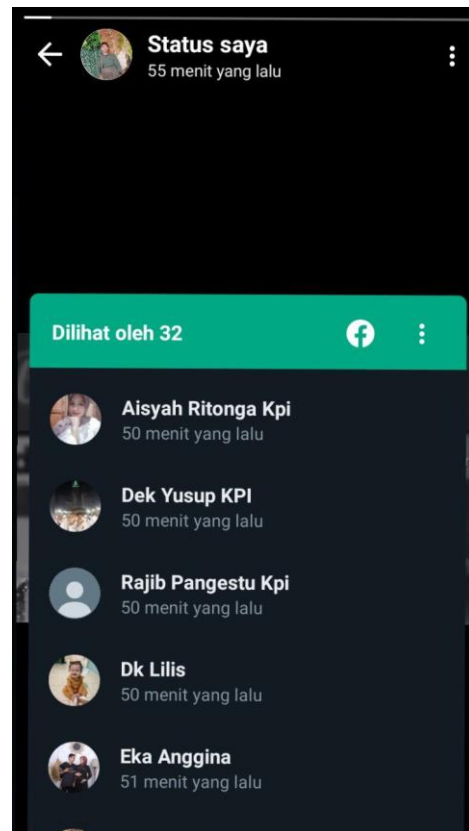 Status saya
55 menit yang lalu
Dilihat oleh 32
Aisyah Ritonga Kpi
50 menit yang lalu
Dek Yusup KPI
50 menit yang lalu
Rajib Pangestu Kpi
50 menit yang lalu
Dk Lilis
50 menit yang lalu
Eka Anggina
51 menit yang lalu